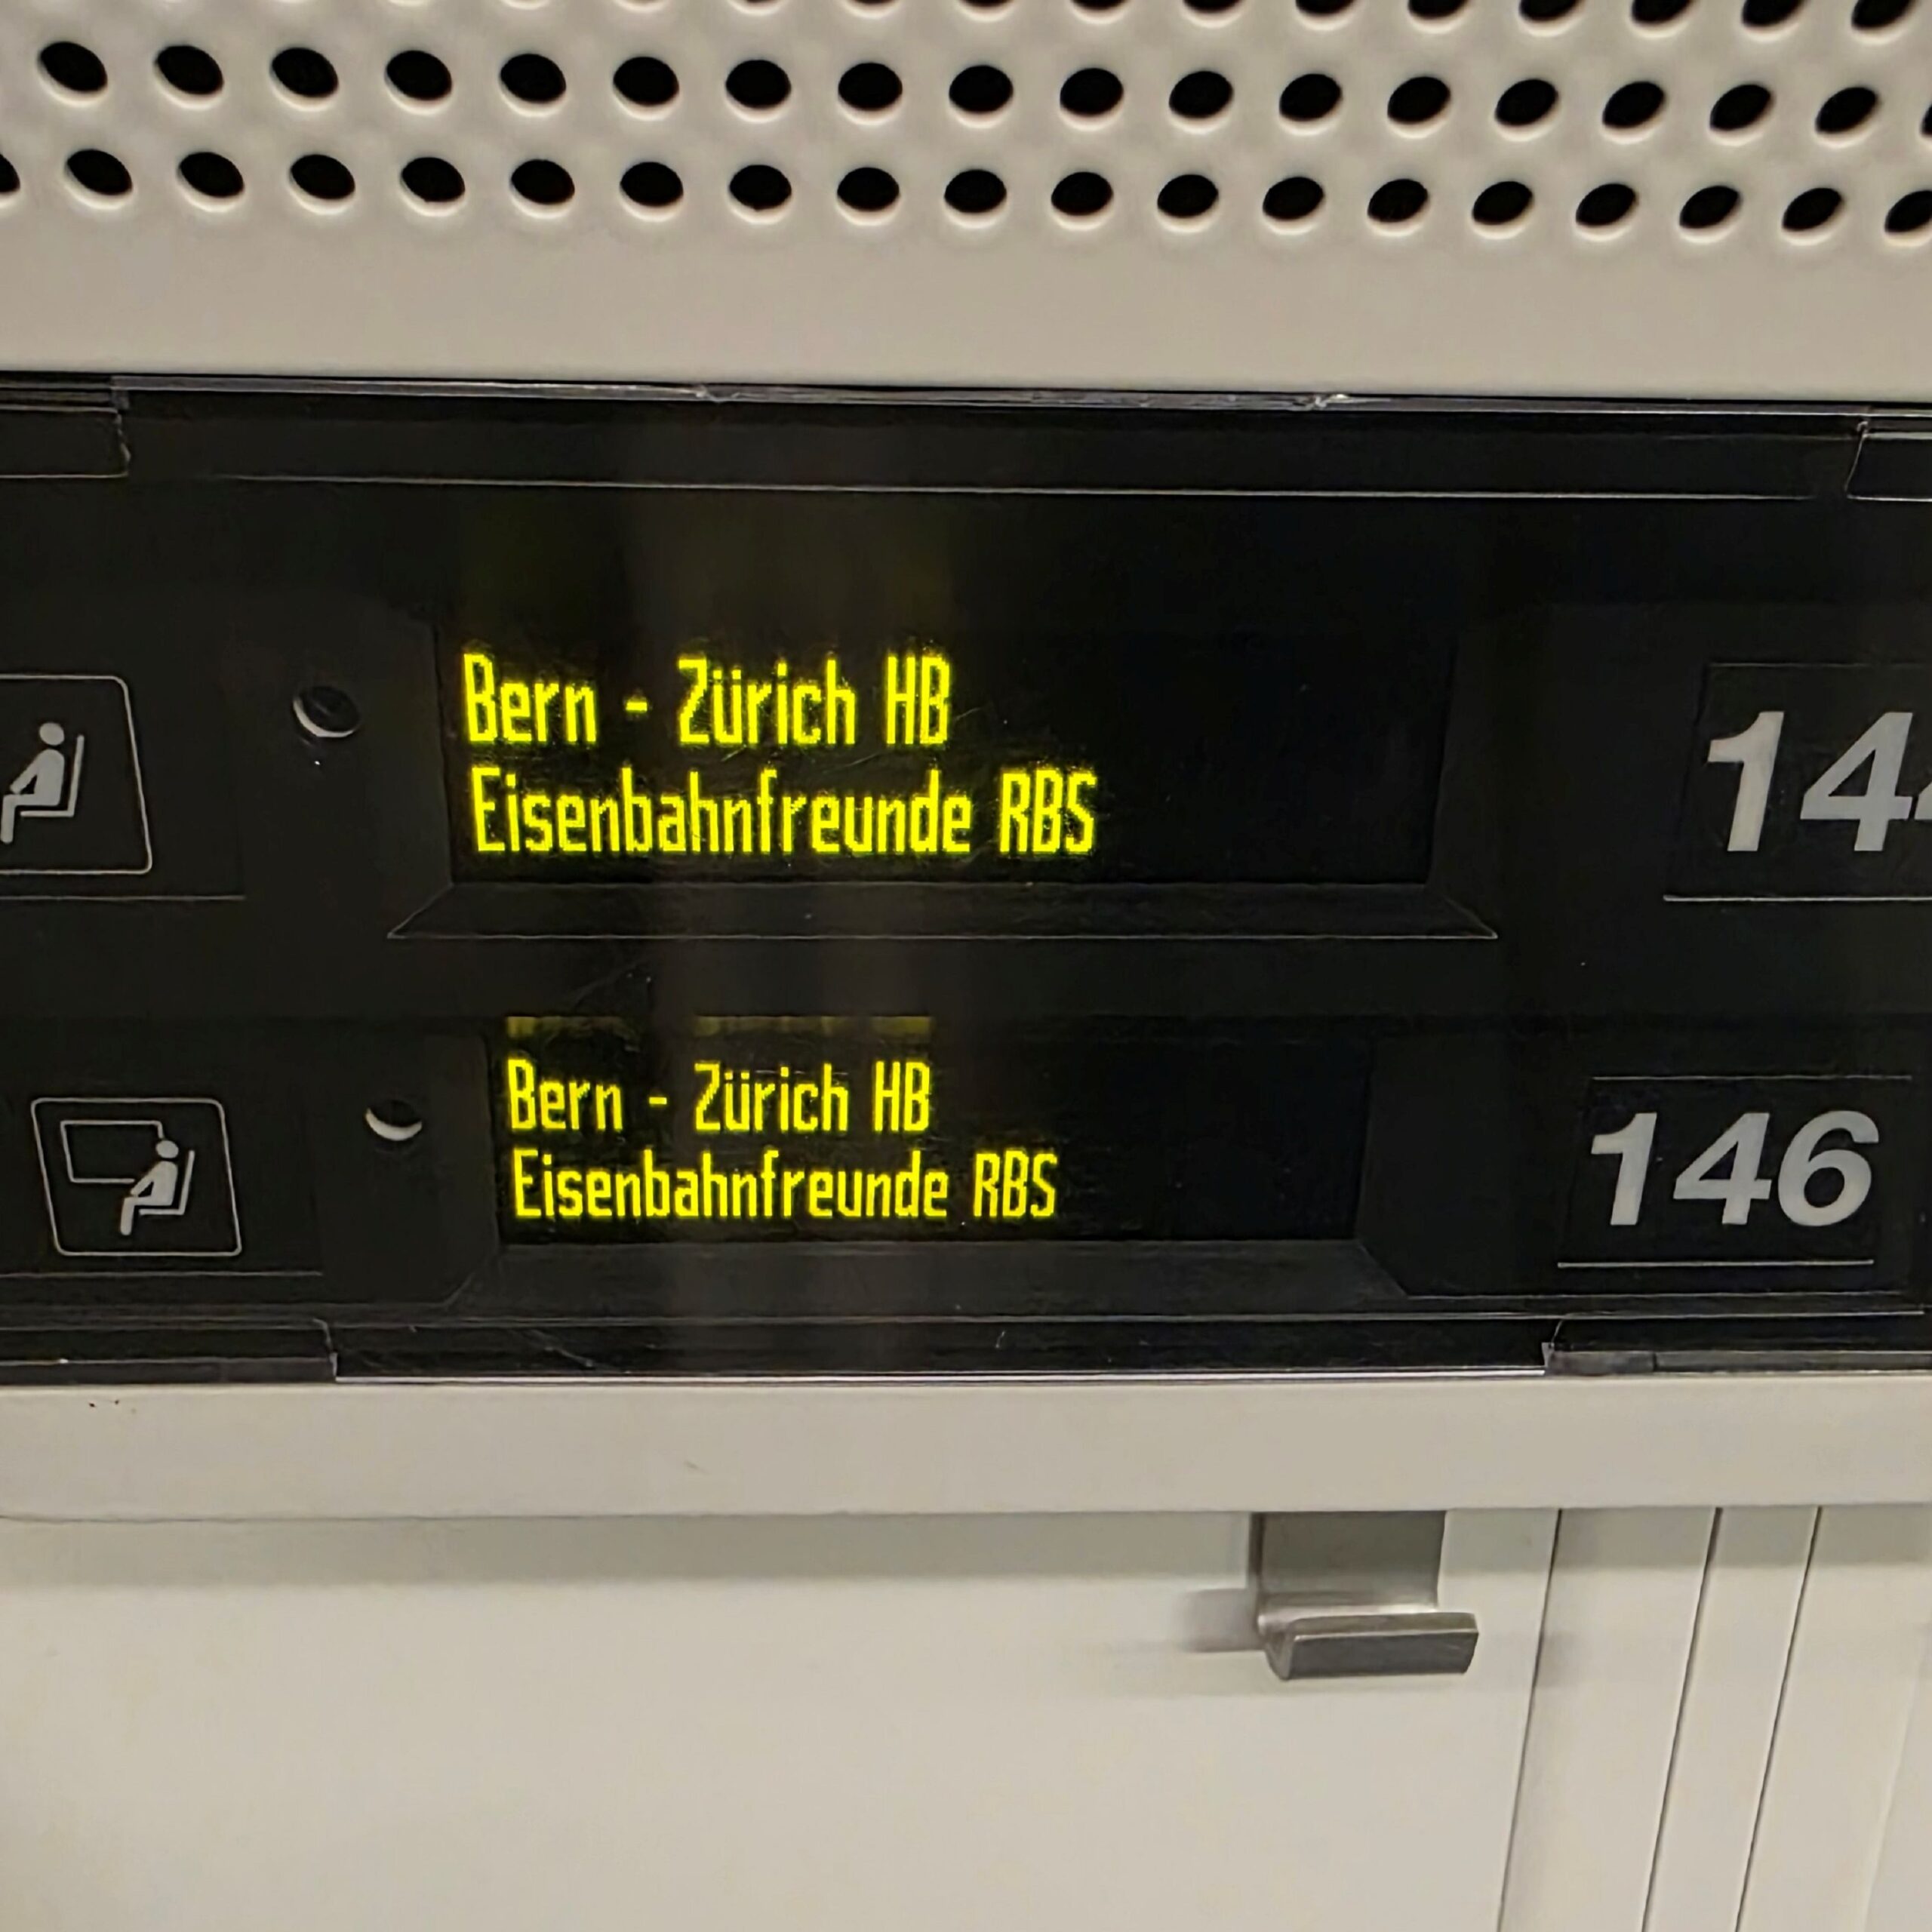 Bern - Zürich HB
Eisenbahnfreunde RBS
Bern - Zürich HB
Eisenbahnfreunde RBS
146